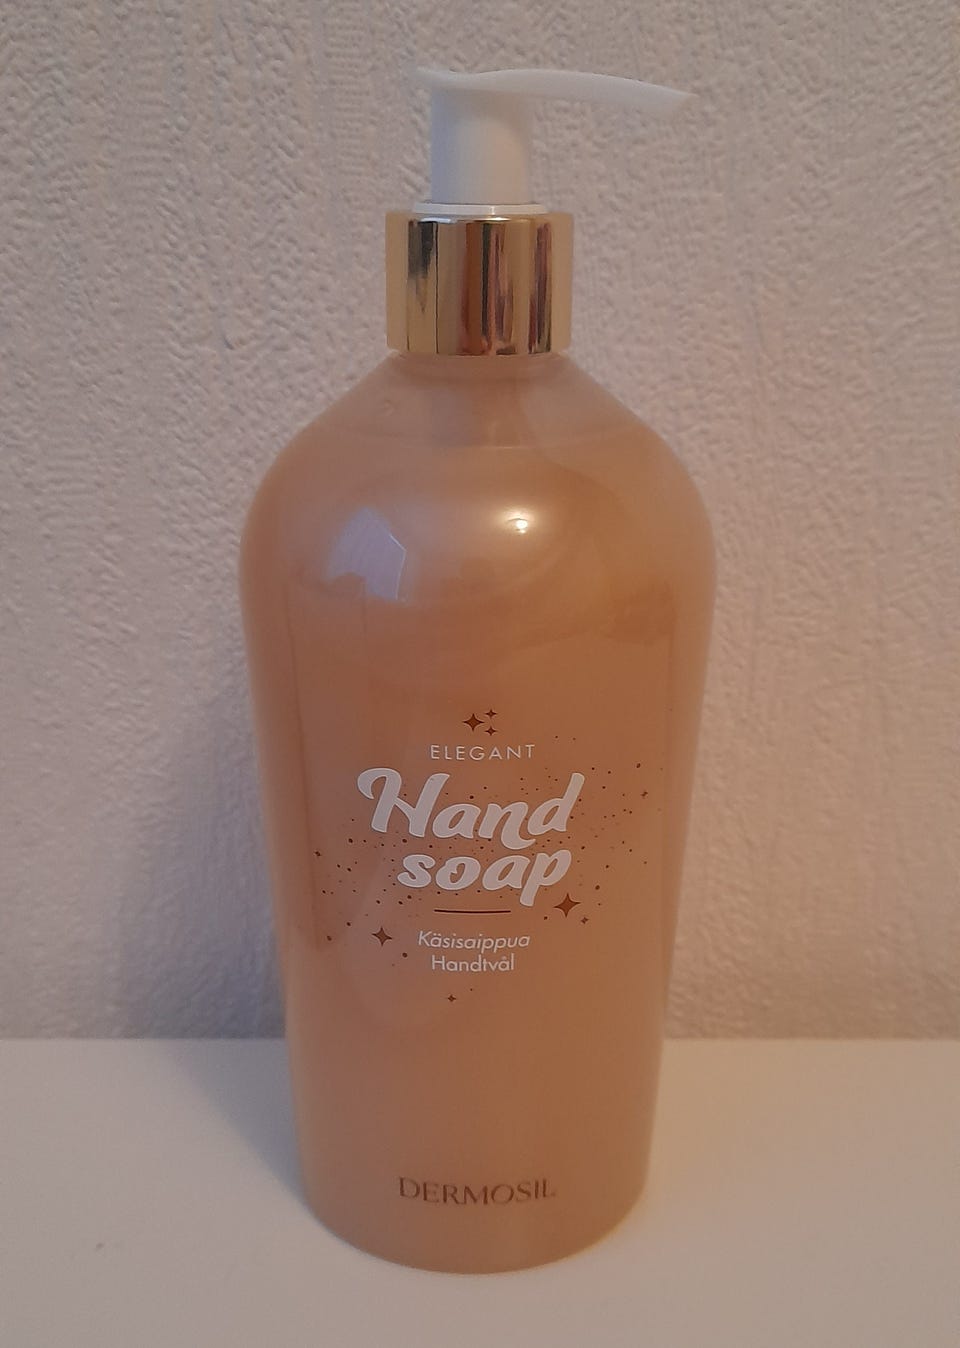 ELEGANT
Hand
soap
Käsisaippua
Handtvål
DERMOSIL